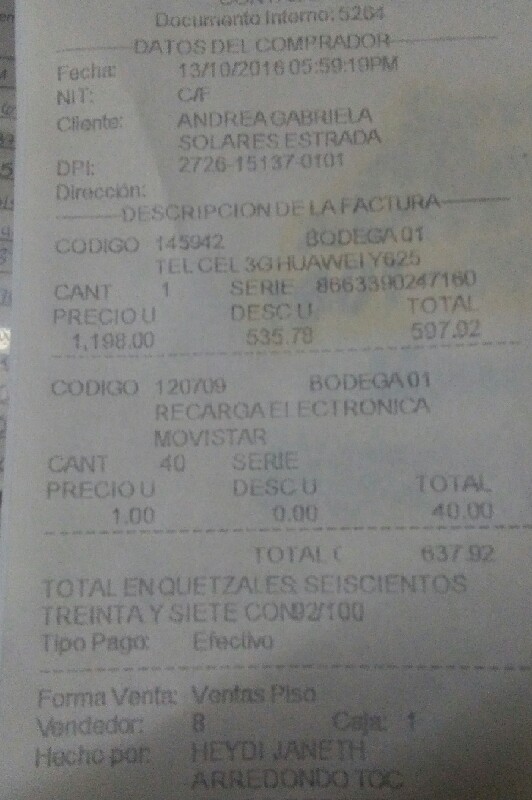 Documento Interno: 5264
DATOS DEL COMPRADOR
Fecha: 13/10/2016 05:59:19PM
NIT: C/F
Cliente: ANDREA GABRIELA
SOLARES ESTRADA
DPI: 2726-15137-0101
Dirección:
DESCRIPCION DE LA FACTURA
CODIGO 145942 BODEGA 01
TEL CEL 3G HUAWEI Y625
CANT 1 SERIE 8663390247160
PRECIO U DESC U TOTAL
1,198.00 535.78 597.92
CODIGO 120709 BODEGA 01
RECARGA ELECTRONICA
MOVISTAR
CANT 40 SERIE
PRECIO U DESC U TOTAL
1.00 0.00 40.00
TOTAL ( 637.92
TOTAL EN QUETZALES: SEISCIENTOS
TREINTA Y SIETE CON 92/100
Tipo Pago: Efectivo
Forma Venta: Ventas Piso
Vendedor: 8 Caja: 1
Hecho por: HEYDI JANETH
ARREDONDO TOC